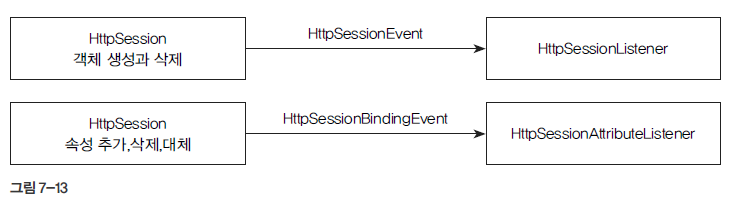 HttpSession
객체 생성과 삭제
HttpSessionEvent
HttpSessionListener
HttpSession
속성 추가,삭제,대체
HttpSessionBindingEvent
HttpSessionAttributeListener
그림 7-13